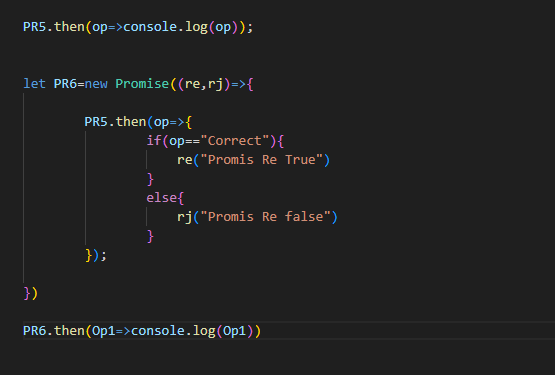 PR5.then(op=>console.log(op));
let PR6=new Promise((re,rj)=>{
PR5.then(op=>{
if(op=="Correct"){
re("Promis Re True")
}
else{
rj("Promis Re false")
}
});
})
PR6.then(Op1=>console.log(Op1))